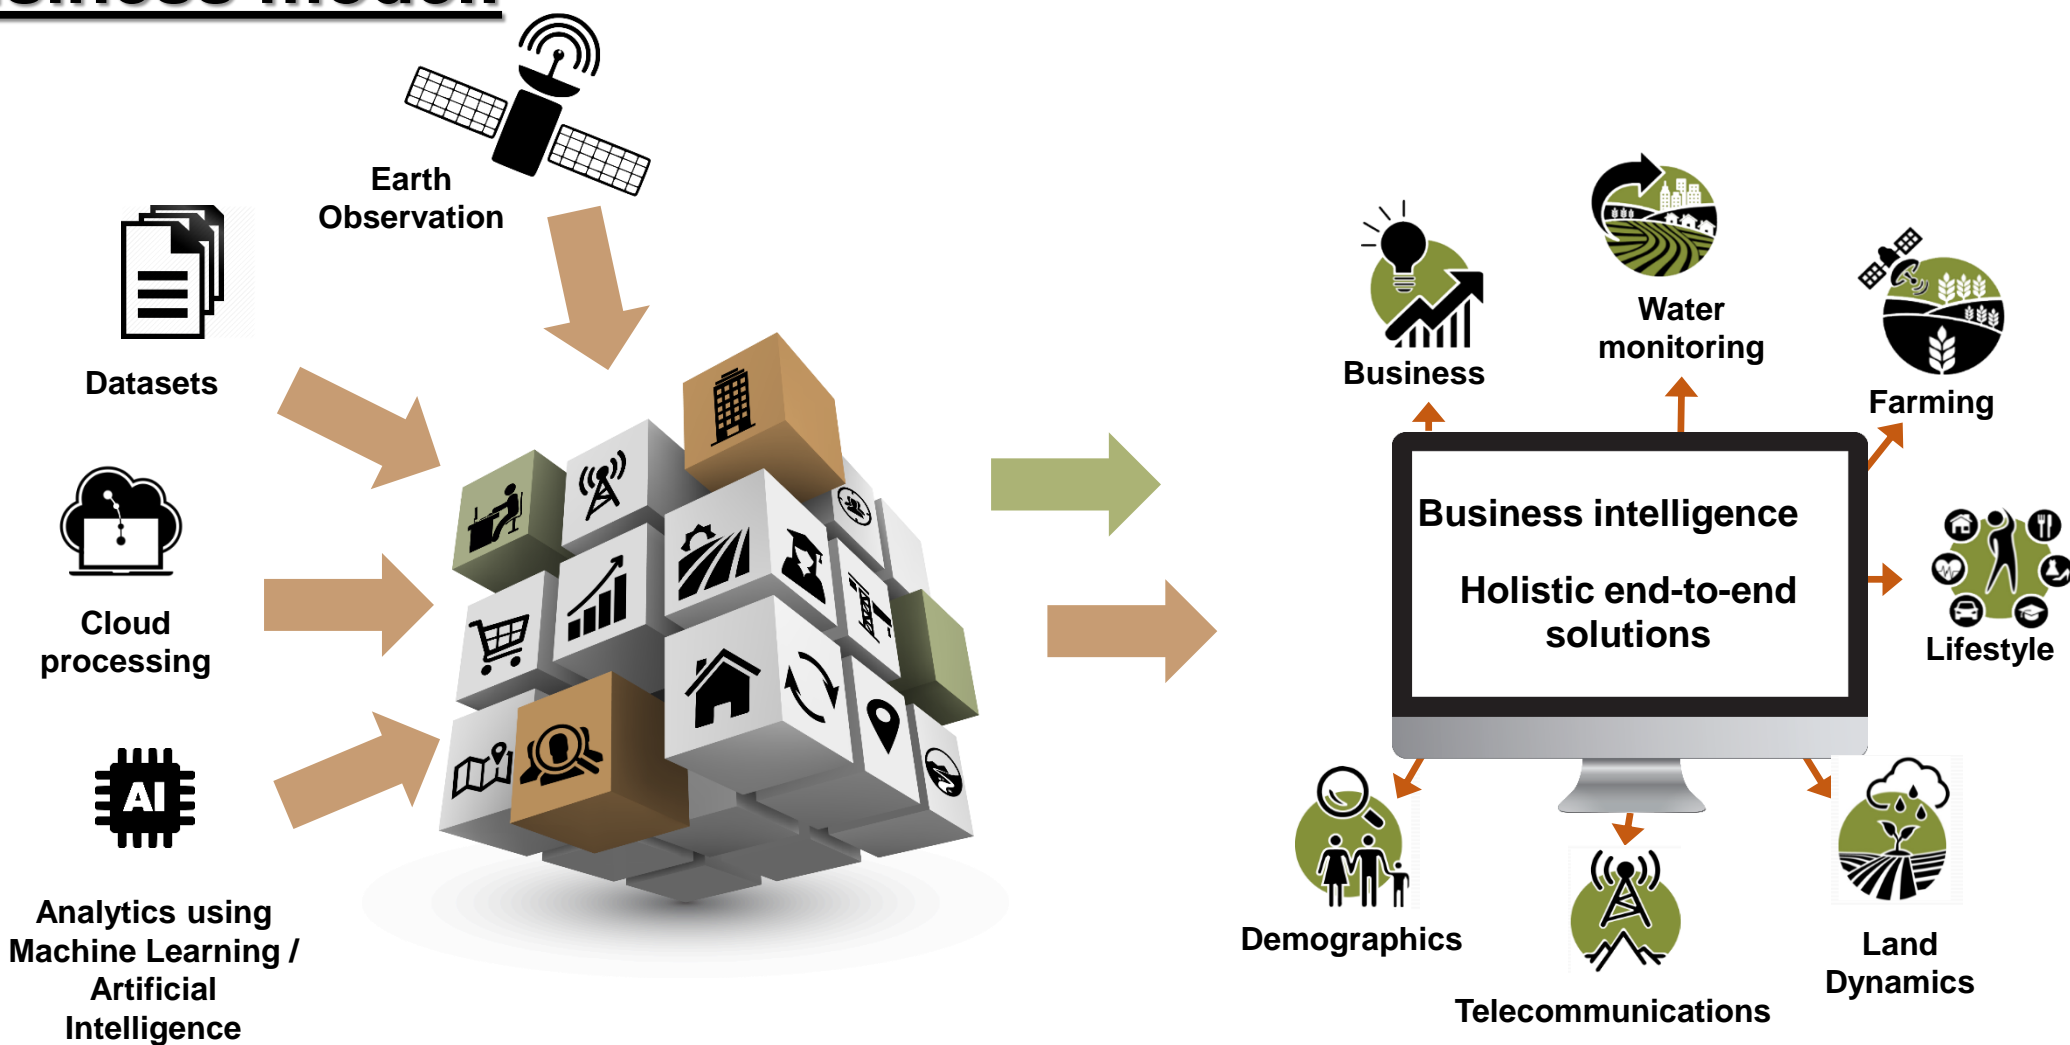 Earth
Observation
Datasets
Cloud
processing
AI
Analytics using
Machine Learning /
Artificial
Intelligence
Business
Water
monitoring
Farming
Business intelligence
Holistic end-to-end
solutions
Lifestyle
Demographics
Telecommunications
Land
Dynamics